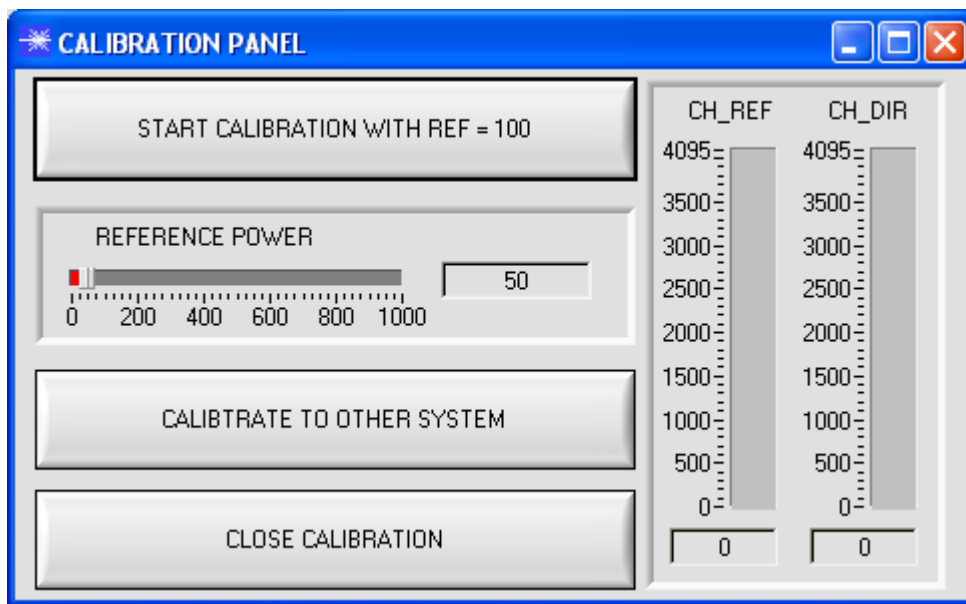 CALIBRATION PANEL
START CALIBRATION WITH REF = 100
REFERENCE POWER
50
0 200 400 600 800 1000
CALIBTRATE TO OTHER SYSTEM
CLOSE CALIBRATION
CH_REF CH_DIR
4095 4095
3500 3500
3000 3000
2500 2500
2000 2000
1500 1500
1000 1000
500 500
0 0
0 0